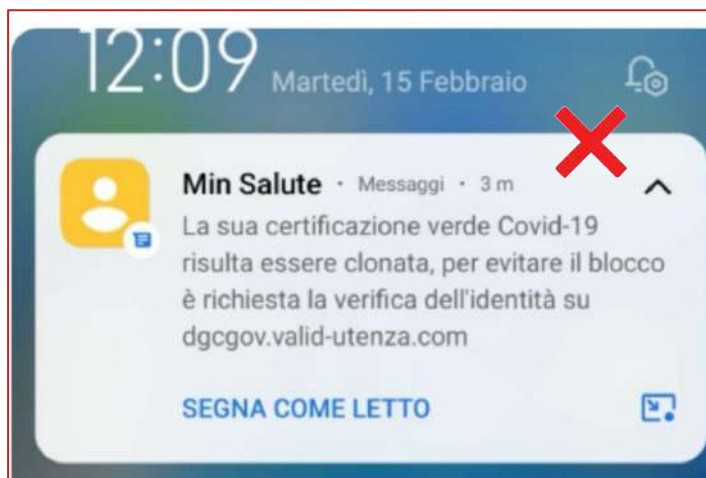 12:09 Martedì, 15 Febbraio
Min Salute · Messaggi · 3 m
La sua certificazione verde Covid-19
risulta essere clonata, per evitare il blocco
è richiesta la verifica dell'identità su
dgcgov.valid-utenza.com
SEGNA COME LETTO